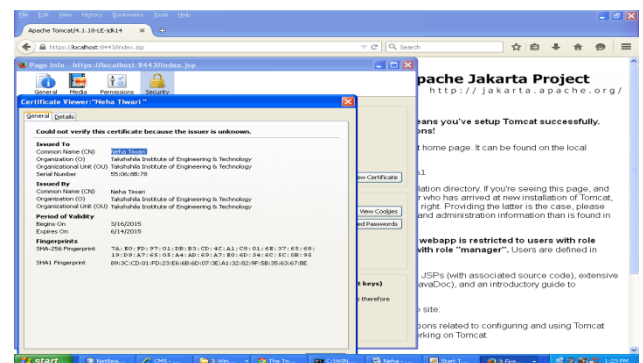 File Edit View History Bookmarks Tools Help
Apache Tomcat/4.1.18-LE-jdk14
https://localhost:8443/index.jsp
Search
Page Info - https://localhost:8443/index.jsp
General Media Permissions Security
Certificate Viewer:"Neha Tiwari "
General Details
Could not verify this certificate because the issuer is unknown.
Issued To
Common Name (CN) Neha Tiwari
Organization (O) Takshshila Institute of Engineering & Technology
Organizational Unit (OU) Takshshila Institute of Engineering & Technology
Serial Number 55:06:8B:78
Issued By
Common Name (CN) Neha Tiwari
Organization (O) Takshshila Institute of Engineering & Technology
Organizational Unit (OU) Takshshila Institute of Engineering & Technology
Period of Validity
Begins On 3/16/2015
Expires On 6/14/2015
Fingerprints
SHA-256 Fingerprint
SHA1 Fingerprint
ew Certificate
View Cookies
ed Passwords
t keys)
s therefore
pache Jakarta Project
http://jakarta.apache.org/
eans you've setup Tomcat successfully.
ons!
t home page. It can be found on the local
lation directory. If you're seeing this page, and
r who has arrived at new installation of Tomcat,
right. Providing the latter is the case, please
and administration information than is found in
webapp is restricted to users with role
with role "manager". Users are defined in
JSPs (with associated source code), extensive
avaDoc), and an introductory guide to
site:
ions related to configuring and using Tomcat
rking on Tomcat
start
1:23 PM